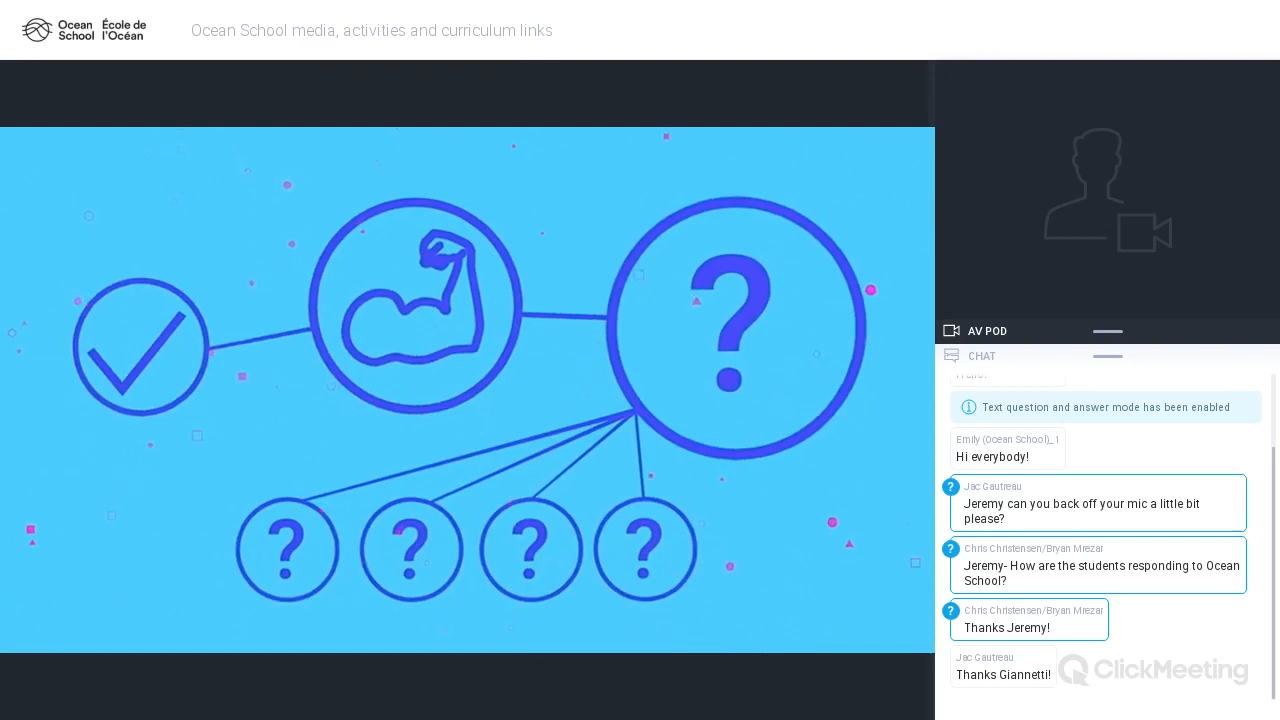 Ocean School École de l'Océan
Ocean School media, activities and curriculum links
?
? ? ? ?
AV POD
CHAT
Text question and answer mode has been enabled
Emily (Ocean School)_1
Hi everybody!
? Jac Gautreau
Jeremy can you back off your mic a little bit
please?
? Chris Christensen/Bryan Mrezar
Jeremy- How are the students responding to Ocean
School?
? Chris Christensen/Bryan Mrezar
Thanks Jeremy!
Jac Gautreau
Thanks Giannetti!
ClickMeeting